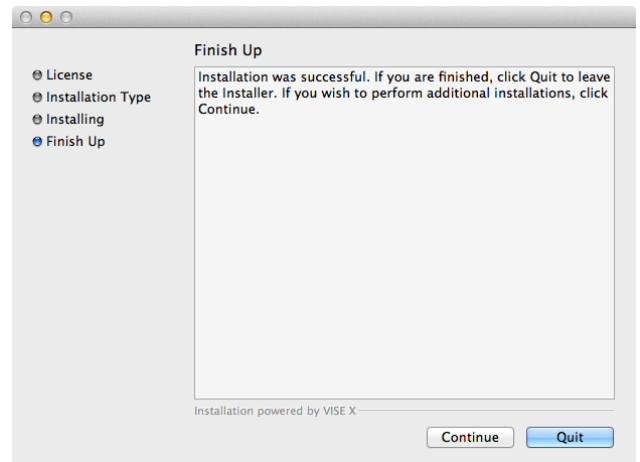 Finish Up
License
Installation Type
Installing
Finish Up
Installation was successful. If you are finished, click Quit to leave
the Installer. If you wish to perform additional installations, click
Continue.
Installation powered by VISE X
Continue
Quit